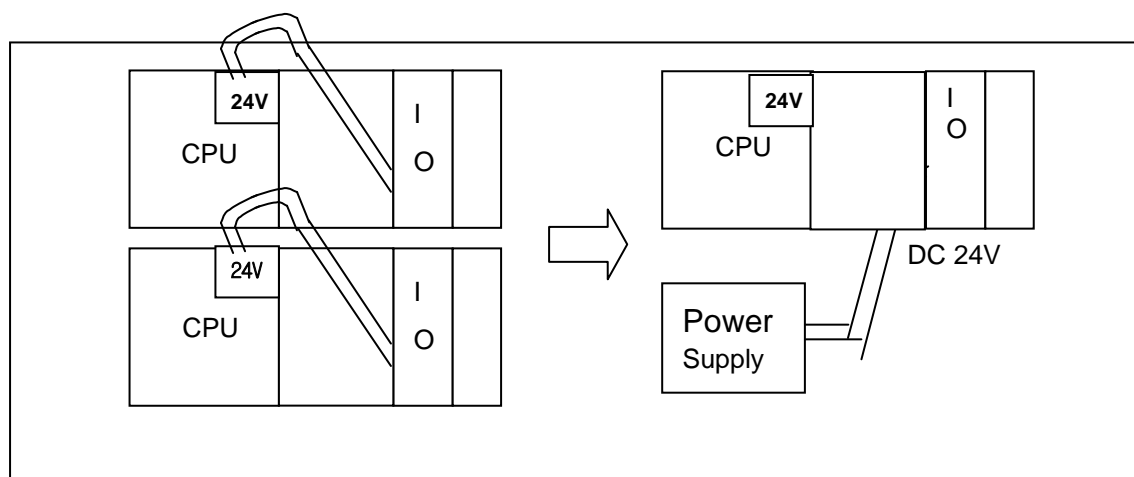 24V
CPU
I
O
24V
CPU
I
O
24V
CPU
I
O
DC 24V
Power
Supply